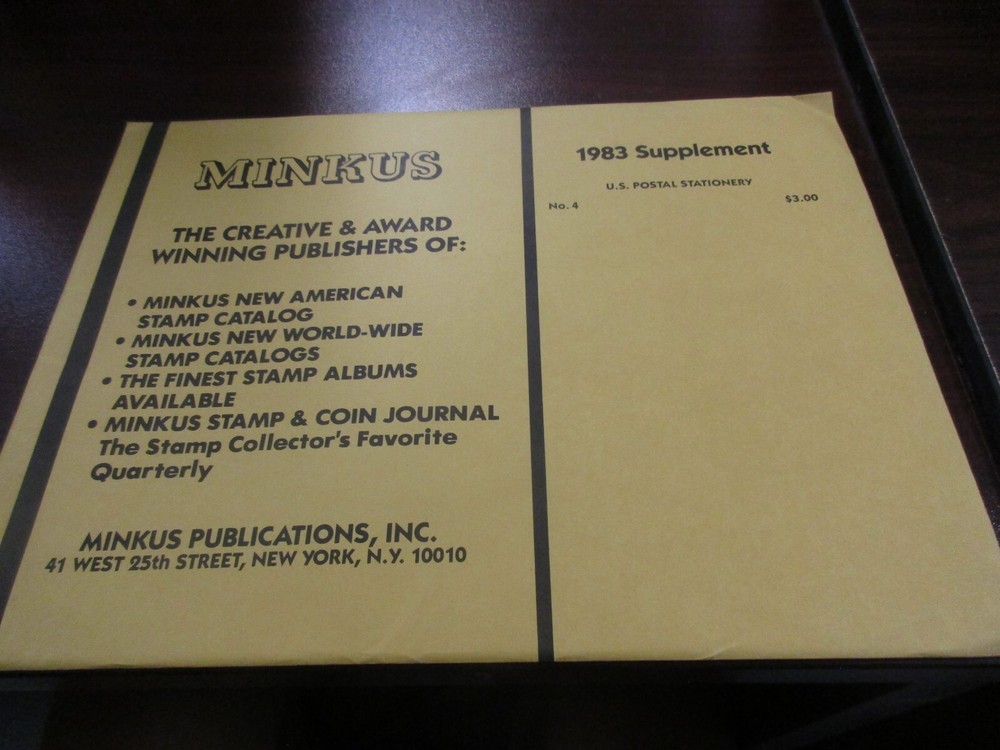 MINKUS
THE CREATIVE & AWARD
WINNING PUBLISHERS OF:
• MINKUS NEW AMERICAN
STAMP CATALOG
• MINKUS NEW WORLD-WIDE
STAMP CATALOGS
• THE FINEST STAMP ALBUMS
AVAILABLE
• MINKUS STAMP & COIN JOURNAL
The Stamp Collector's Favorite
Quarterly
MINKUS PUBLICATIONS, INC.
41 WEST 25th STREET, NEW YORK, N.Y. 10010
1983 Supplement
U.S. POSTAL STATIONERY
No. 4 $3.00